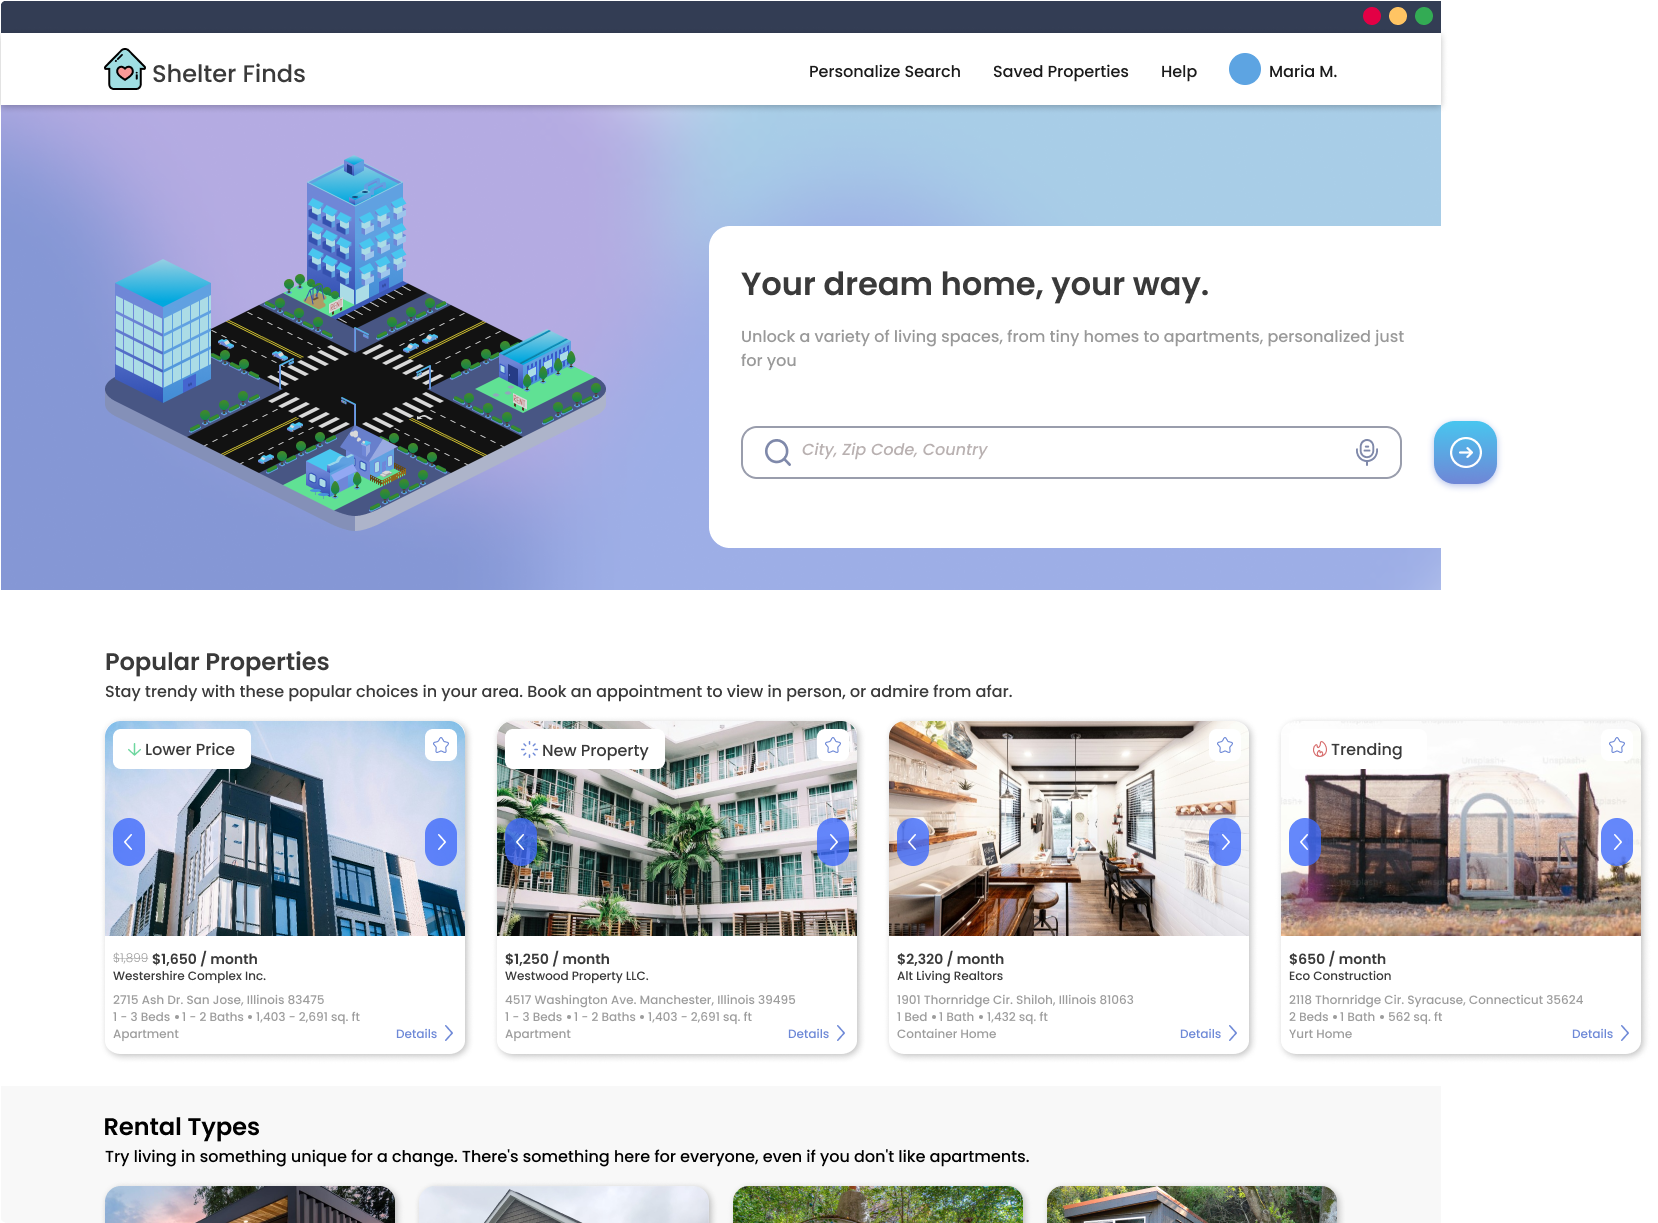 Shelter Finds
Personalize Search
Saved Properties
Help
Maria M.
Your dream home, your way.
Unlock a variety of living spaces, from tiny homes to apartments, personalized just
for you
City, Zip Code, Country
Popular Properties
Stay trendy with these popular choices in your area. Book an appointment to view in person, or admire from afar.
Lower Price
$1,899 $1,650 / month
Westershire Complex Inc.
2715 Ash Dr. San Jose, Illinois 83475
1 - 3 Beds • 1 - 2 Baths • 1,403 - 2,691 sq. ft
Apartment
Details
New Property
$1,250 / month
Westwood Property LLC.
4517 Washington Ave. Manchester, Illinois 39495
1 - 3 Beds • 1 - 2 Baths • 1,403 - 2,691 sq. ft
Apartment
Details
$2,320 / month
Alt Living Realtors
1901 Thornridge Cir. Shiloh, Illinois 81063
1 Bed • 1 Bath • 1,432 sq. ft
Container Home
Details
Trending
$650 / month
Eco Construction
2118 Thornridge Cir. Syracuse, Connecticut 35624
2 Beds • 1 Bath • 562 sq. ft
Yurt Home
Details
Rental Types
Try living in something unique for a change. There's something here for everyone, even if you don't like apartments.